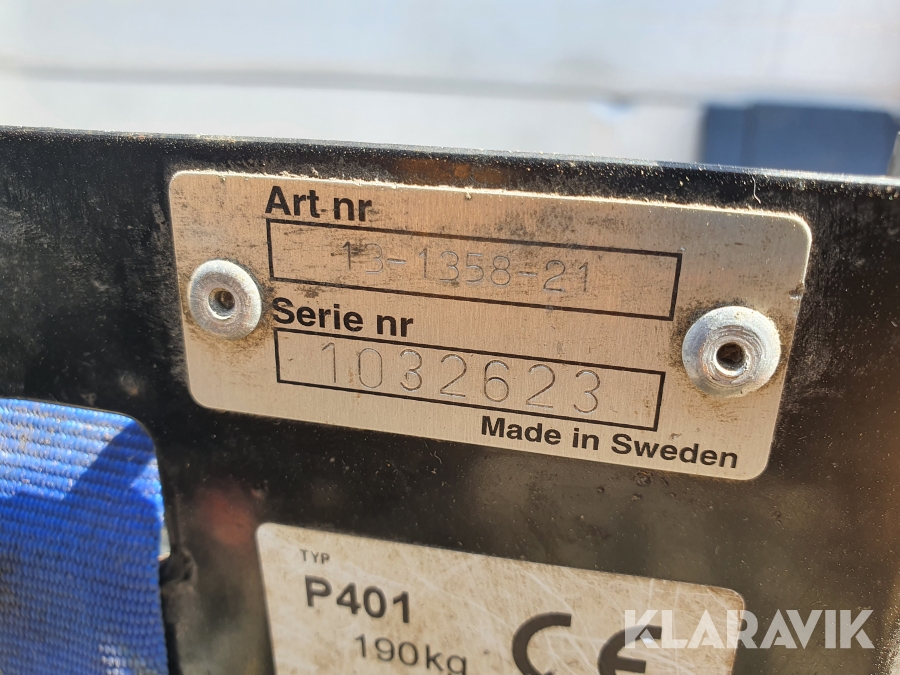 Art nr
13-1358-21
Serie nr
1032623
Made in Sweden
TYP
P401
190kg
CE
KLARAVIK